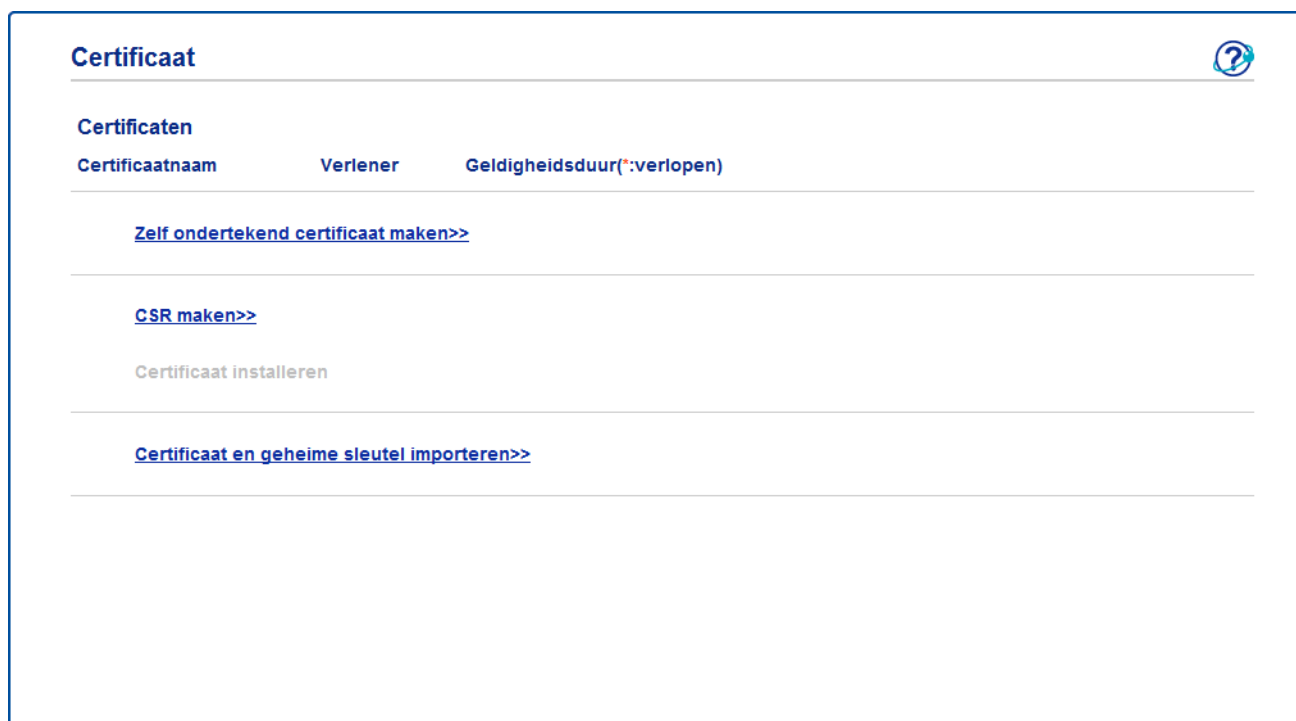 Certificaat
?
Certificaten
Certificaatnaam Verlener Geldigheidsduur(*:verlopen)
Zelf ondertekend certificaat maken>>
CSR maken>>
Certificaat installeren
Certificaat en geheime sleutel importeren>>